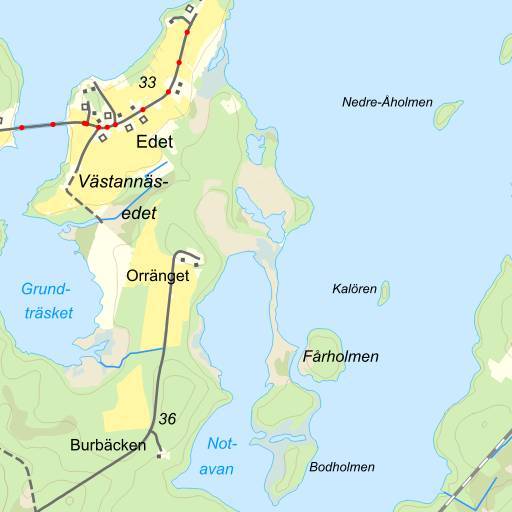 33
Nedre-Åholmen
Edet
Västannäs-
edet
Orränget
Grund-
träsket
Kalören
Fårholmen
36
Burbäcken
Not-
avan
Bodholmen